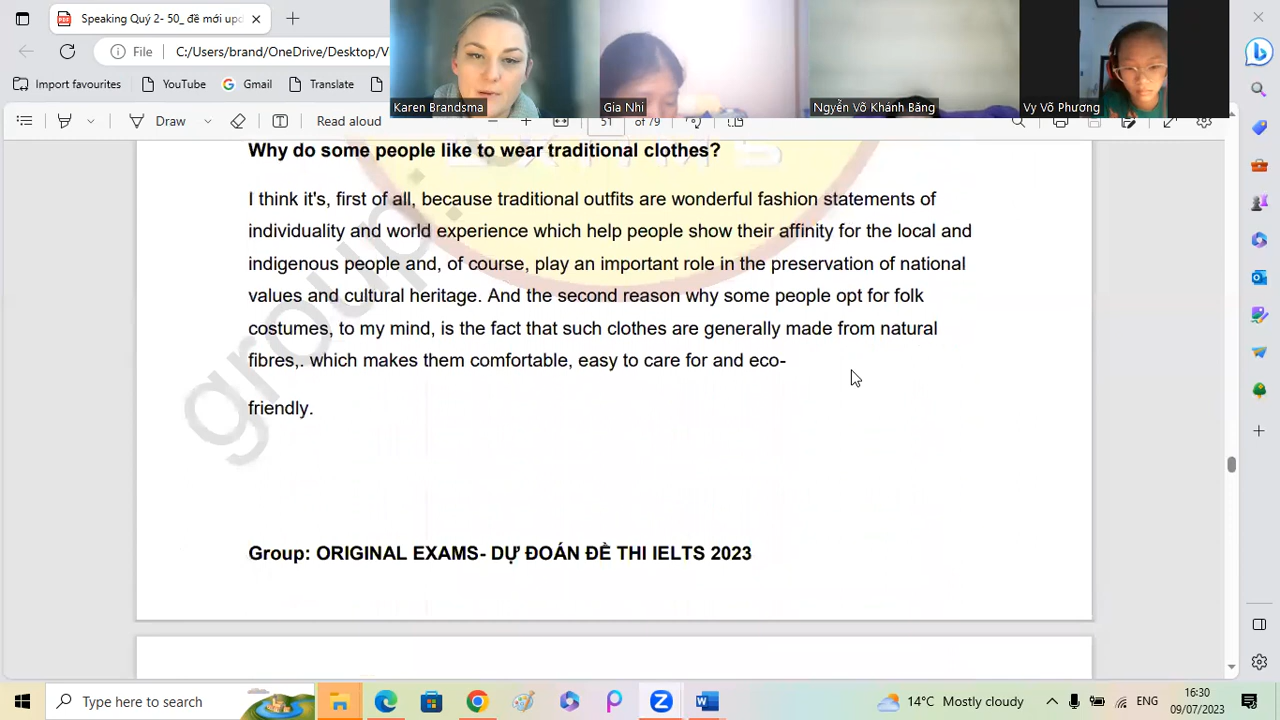 Speaking Quý 2- 50_ đề mới upd
File C:/Users/brand/OneDrive/Desktop/V
Import favourites YouTube Gmail Translate
Karen Brandsma Gia Nhi Nguyễn Võ Khánh Băng Vy Võ Phương
Draw Read aloud 51 of 79
Why do some people like to wear traditional clothes?
I think it's, first of all, because traditional outfits are wonderful fashion statements of
individuality and world experience which help people show their affinity for the local and
indigenous people and, of course, play an important role in the preservation of national
values and cultural heritage. And the second reason why some people opt for folk
costumes, to my mind, is the fact that such clothes are generally made from natural
fibres,. which makes them comfortable, easy to care for and eco-
friendly.
group.
Group: ORIGINAL EXAMS- DỰ ĐOÁN ĐỀ THI IELTS 2023
Type here to search 14°C Mostly cloudy ENG 16:30
09/07/2023